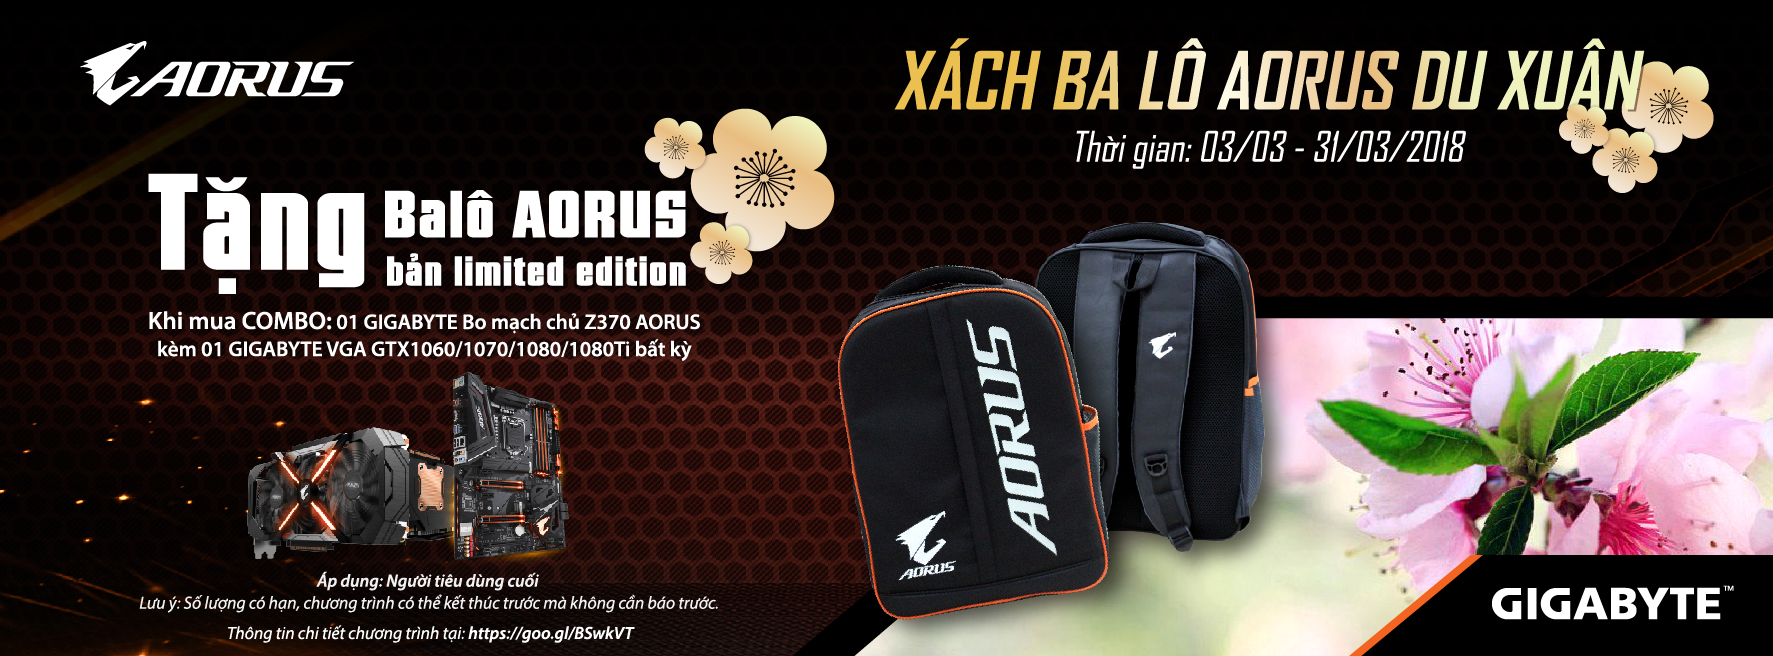 AORUS
XÁCH BA LÔ AORUS DU XUÂN
Thời gian: 03/03 - 31/03/2018
Tặng Balô AORUS
bản limited edition
Khi mua COMBO: 01 GIGABYTE Bo mạch chủ Z370 AORUS
kèm 01 GIGABYTE VGA GTX1060/1070/1080/1080Ti bất kỳ
AORUS
AORUS
Áp dụng: Người tiêu dùng cuối
Lưu ý: Số lượng có hạn, chương trình có thể kết thúc trước mà không cần báo trước.
Thông tin chi tiết chương trình tại: https://goo.gl/BSwkVT
GIGABYTE™